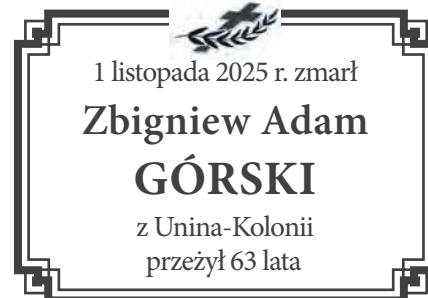 1 listopada 2025 r. zmarł
Zbigniew Adam
GÓRSKI
z Unina-Kolonii
przeżył 63 lata